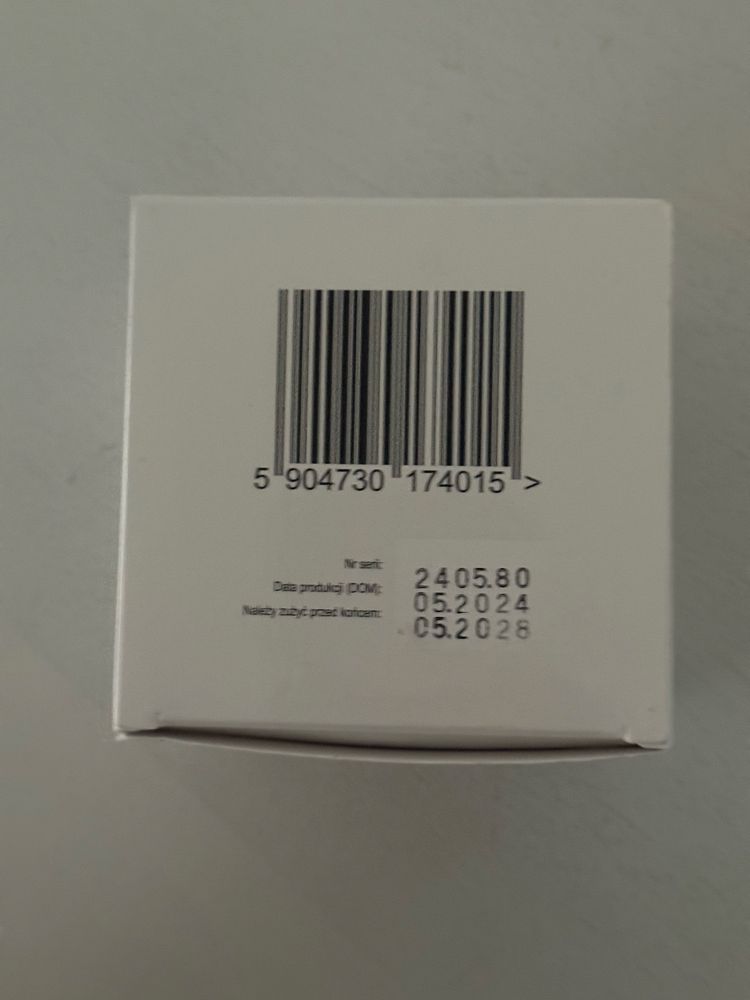 5 904730 174015 >
Nr serii: 2405.80
Data produkcji (DOM): 05.2024
Należy zużyć przed końcem: 05.2028